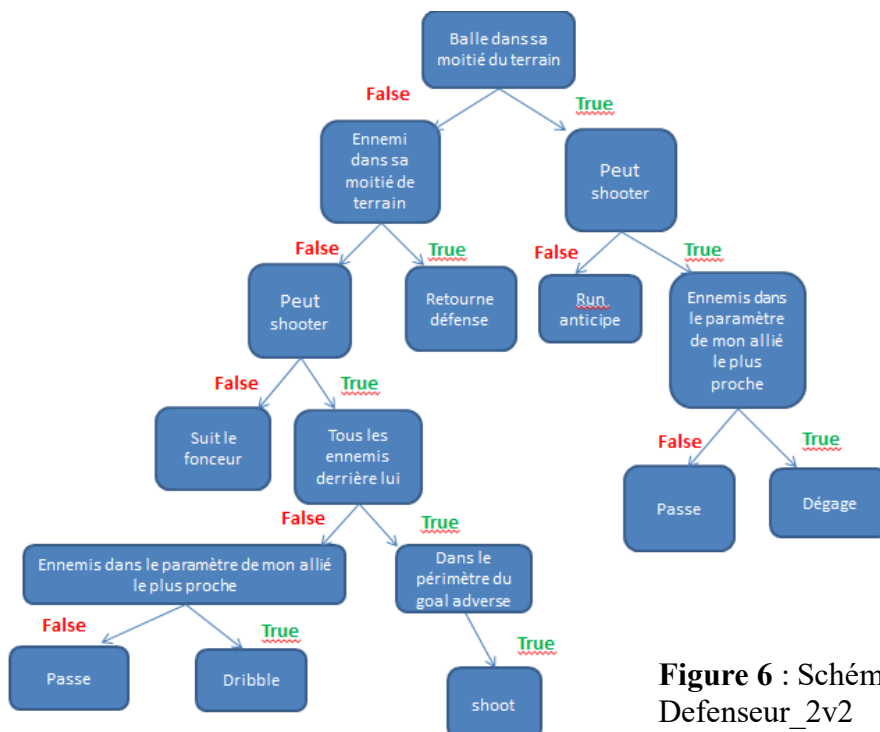 Balle dans sa
moitié du terrain
False
True
Ennemi
dans sa
moitié de
terrain
Peut
shooter
False
True
False
True
Peut
shooter
Retourne
défense
Run
anticipe
Ennemis dans
le paramètre
de mon allié
le plus
proche
False
True
Suit le
fonceur
Tous les
ennemis
derrière lui
False
True
Passe
Dégage
False
True
Ennemis dans le paramètre de mon allié
le plus proche
Dans le
périmètre du
goal adverse
False
True
True
Passe
Dribble
shoot
Figure 6 : Schém
Defenseur_2v2